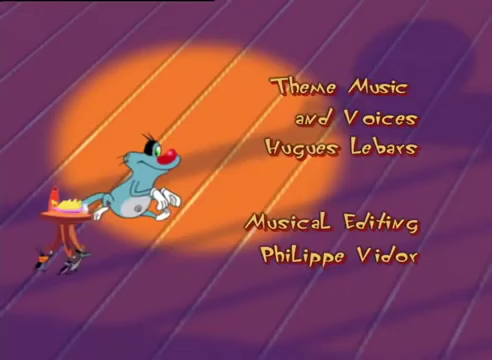 Theme Music
and Voices
Hugues Lebars
Musical Editing
Philippe Vidor